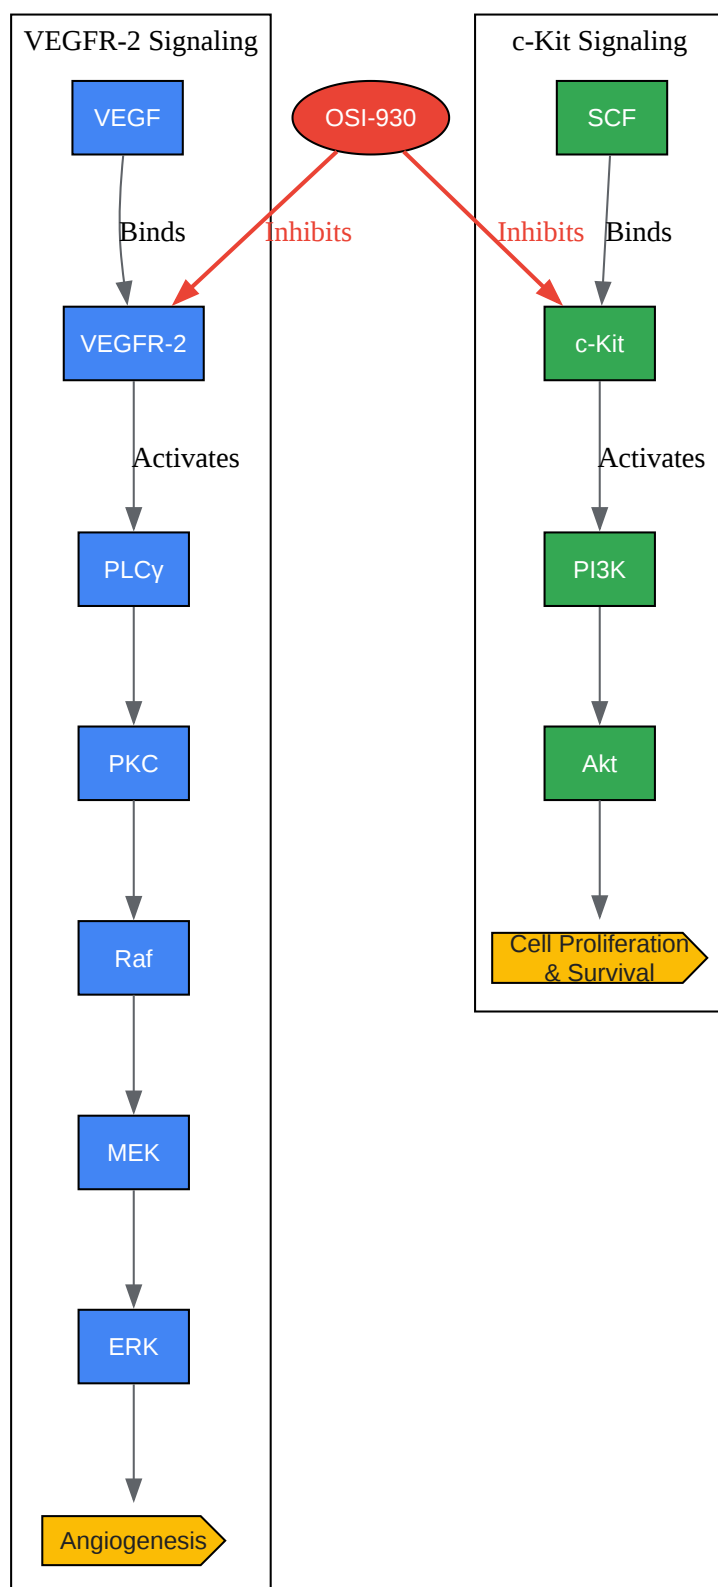 VEGFR-2 Signaling
VEGF
Binds
VEGFR-2
Activates
PLCγ
PKC
Raf
MEK
ERK
Angiogenesis
OSI-930
Inhibits
Inhibits
c-Kit Signaling
SCF
Binds
c-Kit
Activates
PI3K
Akt
Cell Proliferation
& Survival